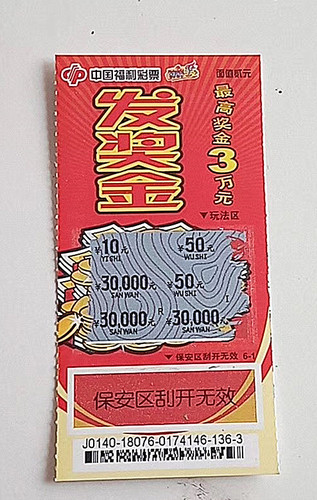 中国福利彩票 面值贰元
发奖金
最高奖金3万元
▼玩法区
¥10元 ¥50元
YISHI WUSHI
¥30,000元 ¥50元
SANWAN WUSHI
¥30,000元 R ¥30,000元 I
SANWAN SANWAN
▼保安区刮开无效 6-1
保安区刮开无效
J0140-18076-0174146-136-3